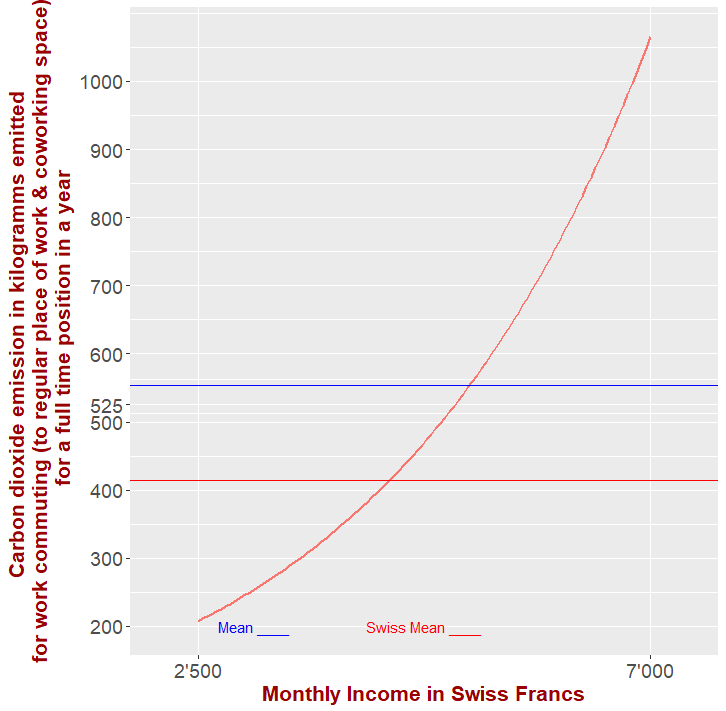 Carbon dioxide emission in kilogramms emitted
for work commuting (to regular place of work & coworking space)
for a full time position in a year
1000
900
800
700
600
525
500
400
300
200
Mean ____
Swiss Mean ____
2'500
7'000
Monthly Income in Swiss Francs